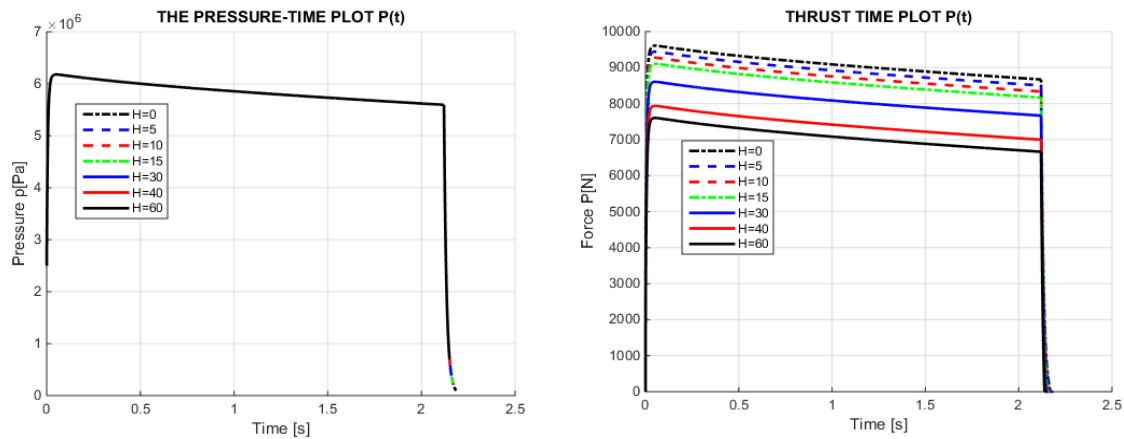 THE PRESSURE-TIME PLOT P(t)
× 10⁶
7
6
5
4
3
2
1
0
Pressure p[Pa]
H=0
H=5
H=10
H=15
H=30
H=40
H=60
0 0.5 1 1.5 2 2.5
Time [s]
THRUST TIME PLOT P(t)
10000
9000
8000
7000
6000
5000
4000
3000
2000
1000
0
Force P[N]
H=0
H=5
H=10
H=15
H=30
H=40
H=60
0 0.5 1 1.5 2 2.5
Time [s]